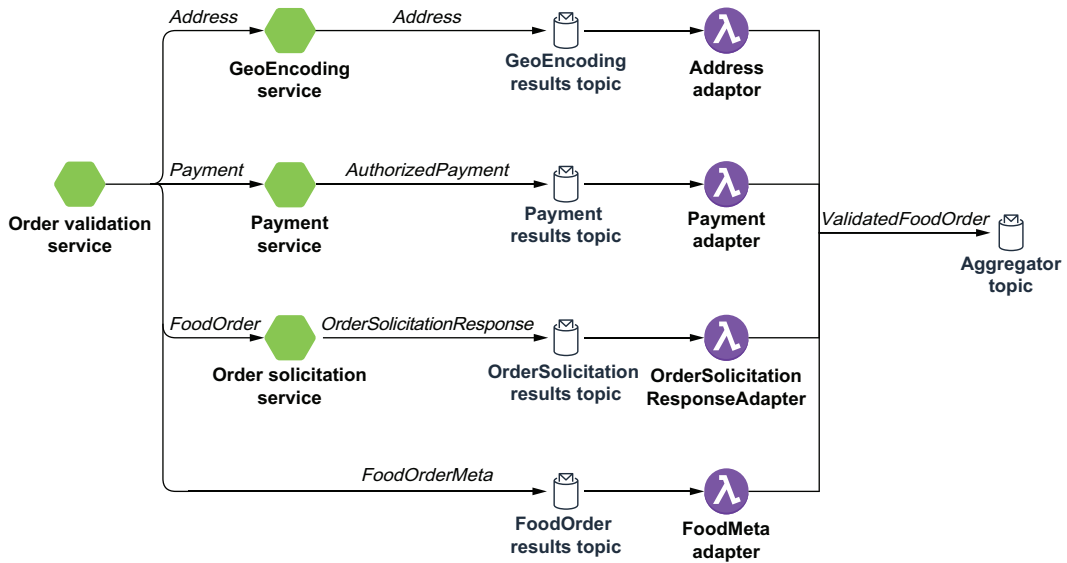 Address
Address
GeoEncoding
service
GeoEncoding
results topic
Address
adaptor
Order validation
service
Payment
AuthorizedPayment
Payment
service
Payment
results topic
Payment
adapter
ValidatedFoodOrder
Aggregator
topic
FoodOrder
OrderSolicitationResponse
Order solicitation
service
OrderSolicitation
results topic
OrderSolicitation
ResponseAdapter
FoodOrderMeta
FoodOrder
results topic
FoodMeta
adapter